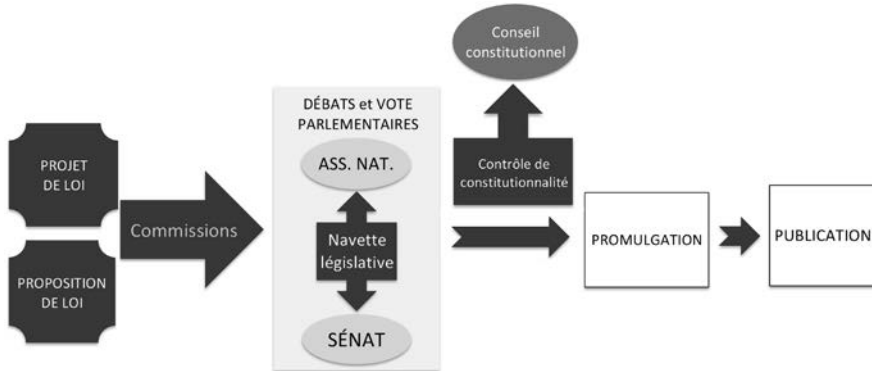 PROJET
DE LOI
PROPOSITION
DE LOI
Commissions
DÉBATS et VOTE
PARLEMENTAIRES
ASS. NAT.
Navette
législative
SÉNAT
Conseil
constitutionnel
Contrôle de
constitutionnalité
PROMULGATION
PUBLICATION